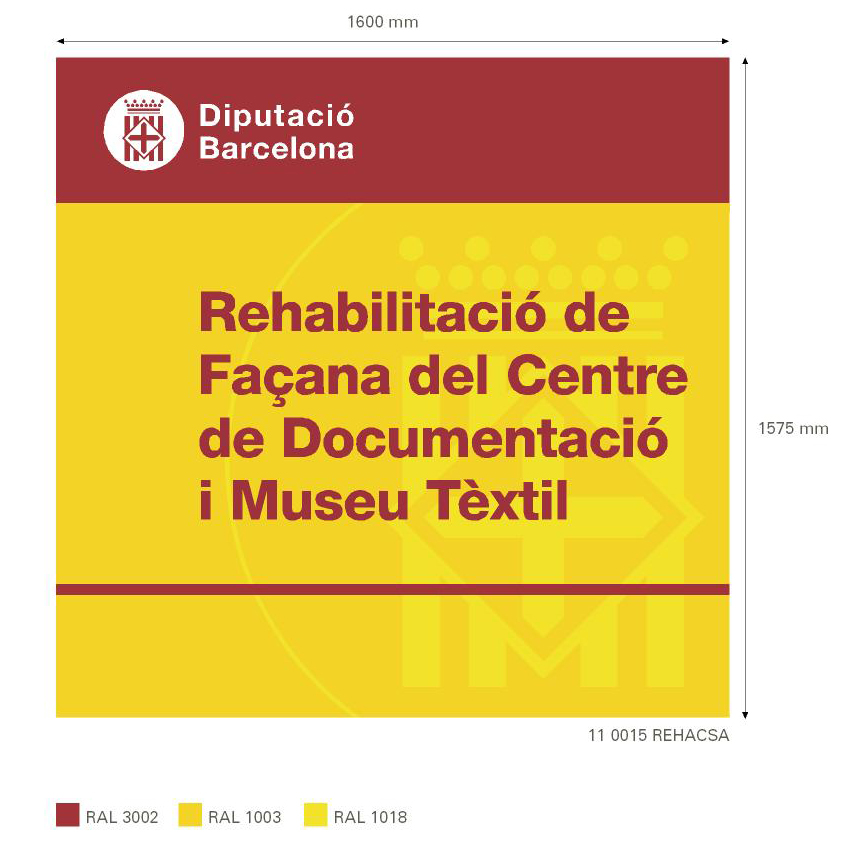 1600 mm
Diputació
Barcelona
Rehabilitació de
Façana del Centre
de Documentació
i Museu Tèxtil
1575 mm
11 0015 REHACSA
RAL 3002 RAL 1003 RAL 1018